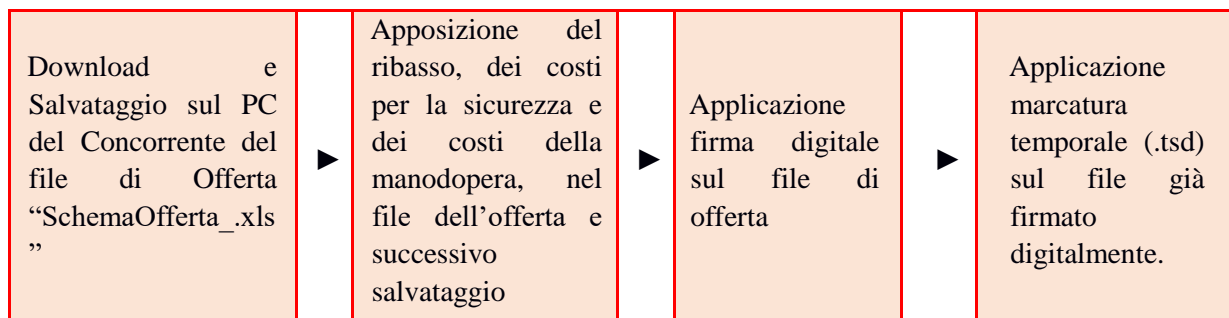 Download e
Salvataggio sul PC
del Concorrente del
file di Offerta
“SchemaOfferta_.xls
”
►
Apposizione del
ribasso, dei costi
per la sicurezza e
dei costi della
manodopera, nel
file dell’offerta e
successivo
salvataggio
►
Applicazione
firma digitale
sul file di
offerta
►
Applicazione
marcatura
temporale (.tsd)
sul file già
firmato
digitalmente.